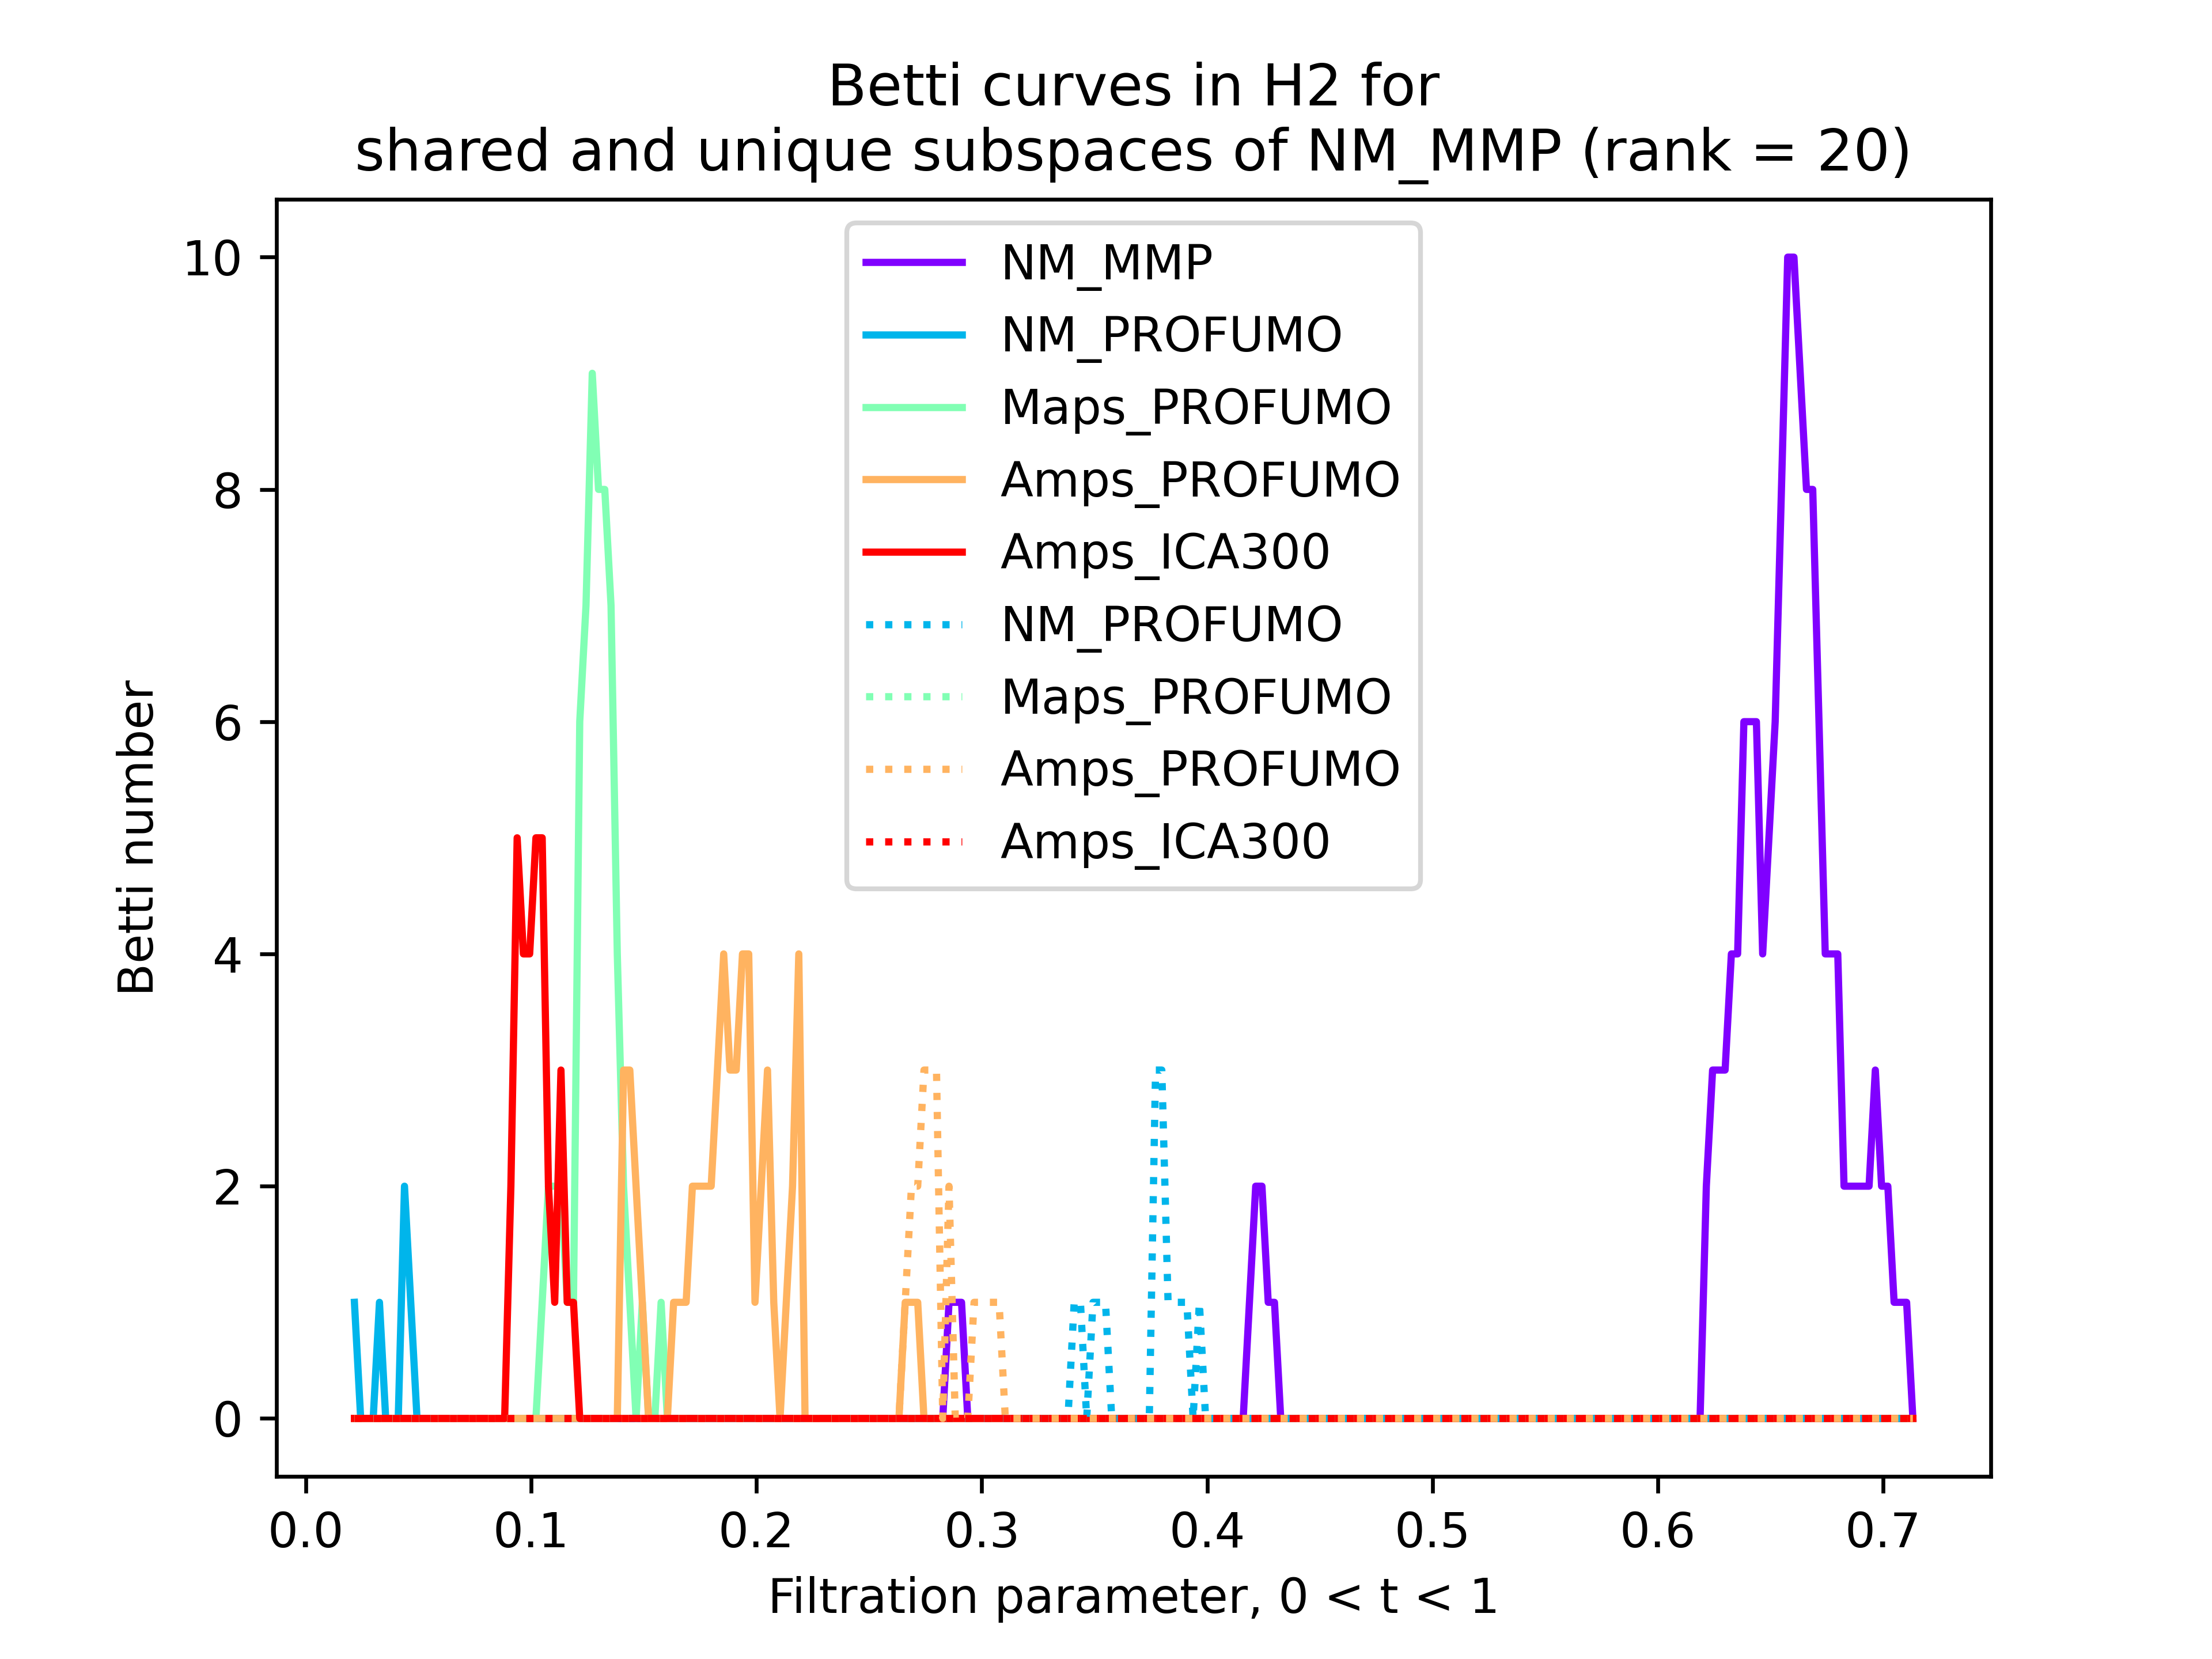 Betti curves in H2 for
shared and unique subspaces of NM_MMP (rank = 20)
10
8
6
4
2
0
Betti number
NM_MMP
NM_PROFUMO
Maps_PROFUMO
Amps_PROFUMO
Amps_ICA300
NM_PROFUMO
Maps_PROFUMO
Amps_PROFUMO
Amps_ICA300
0.0 0.1 0.2 0.3 0.4 0.5 0.6 0.7
Filtration parameter, 0 < t < 1